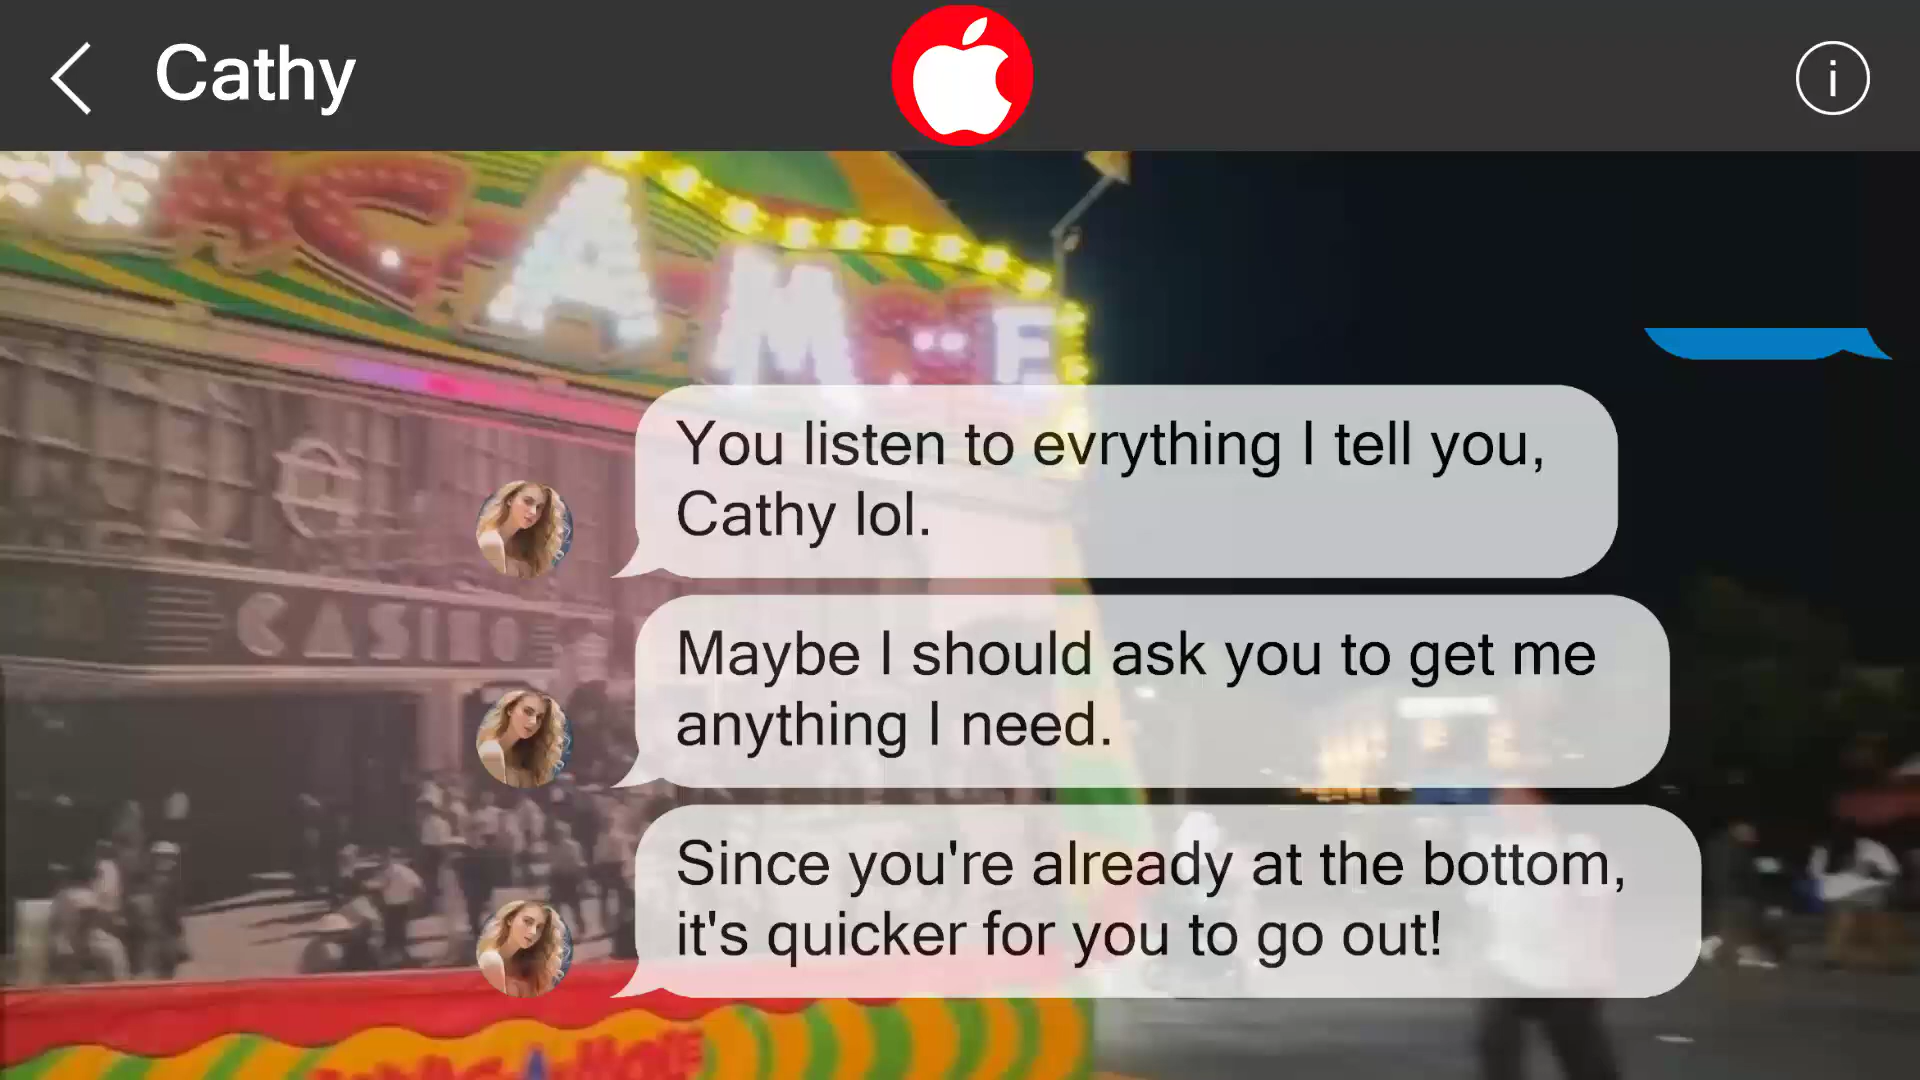 Cathy
CAM E
You listen to evrything I tell you,
Cathy lol.
CASINO
Maybe I should ask you to get me
anything I need.
Since you're already at the bottom,
it's quicker for you to go out!